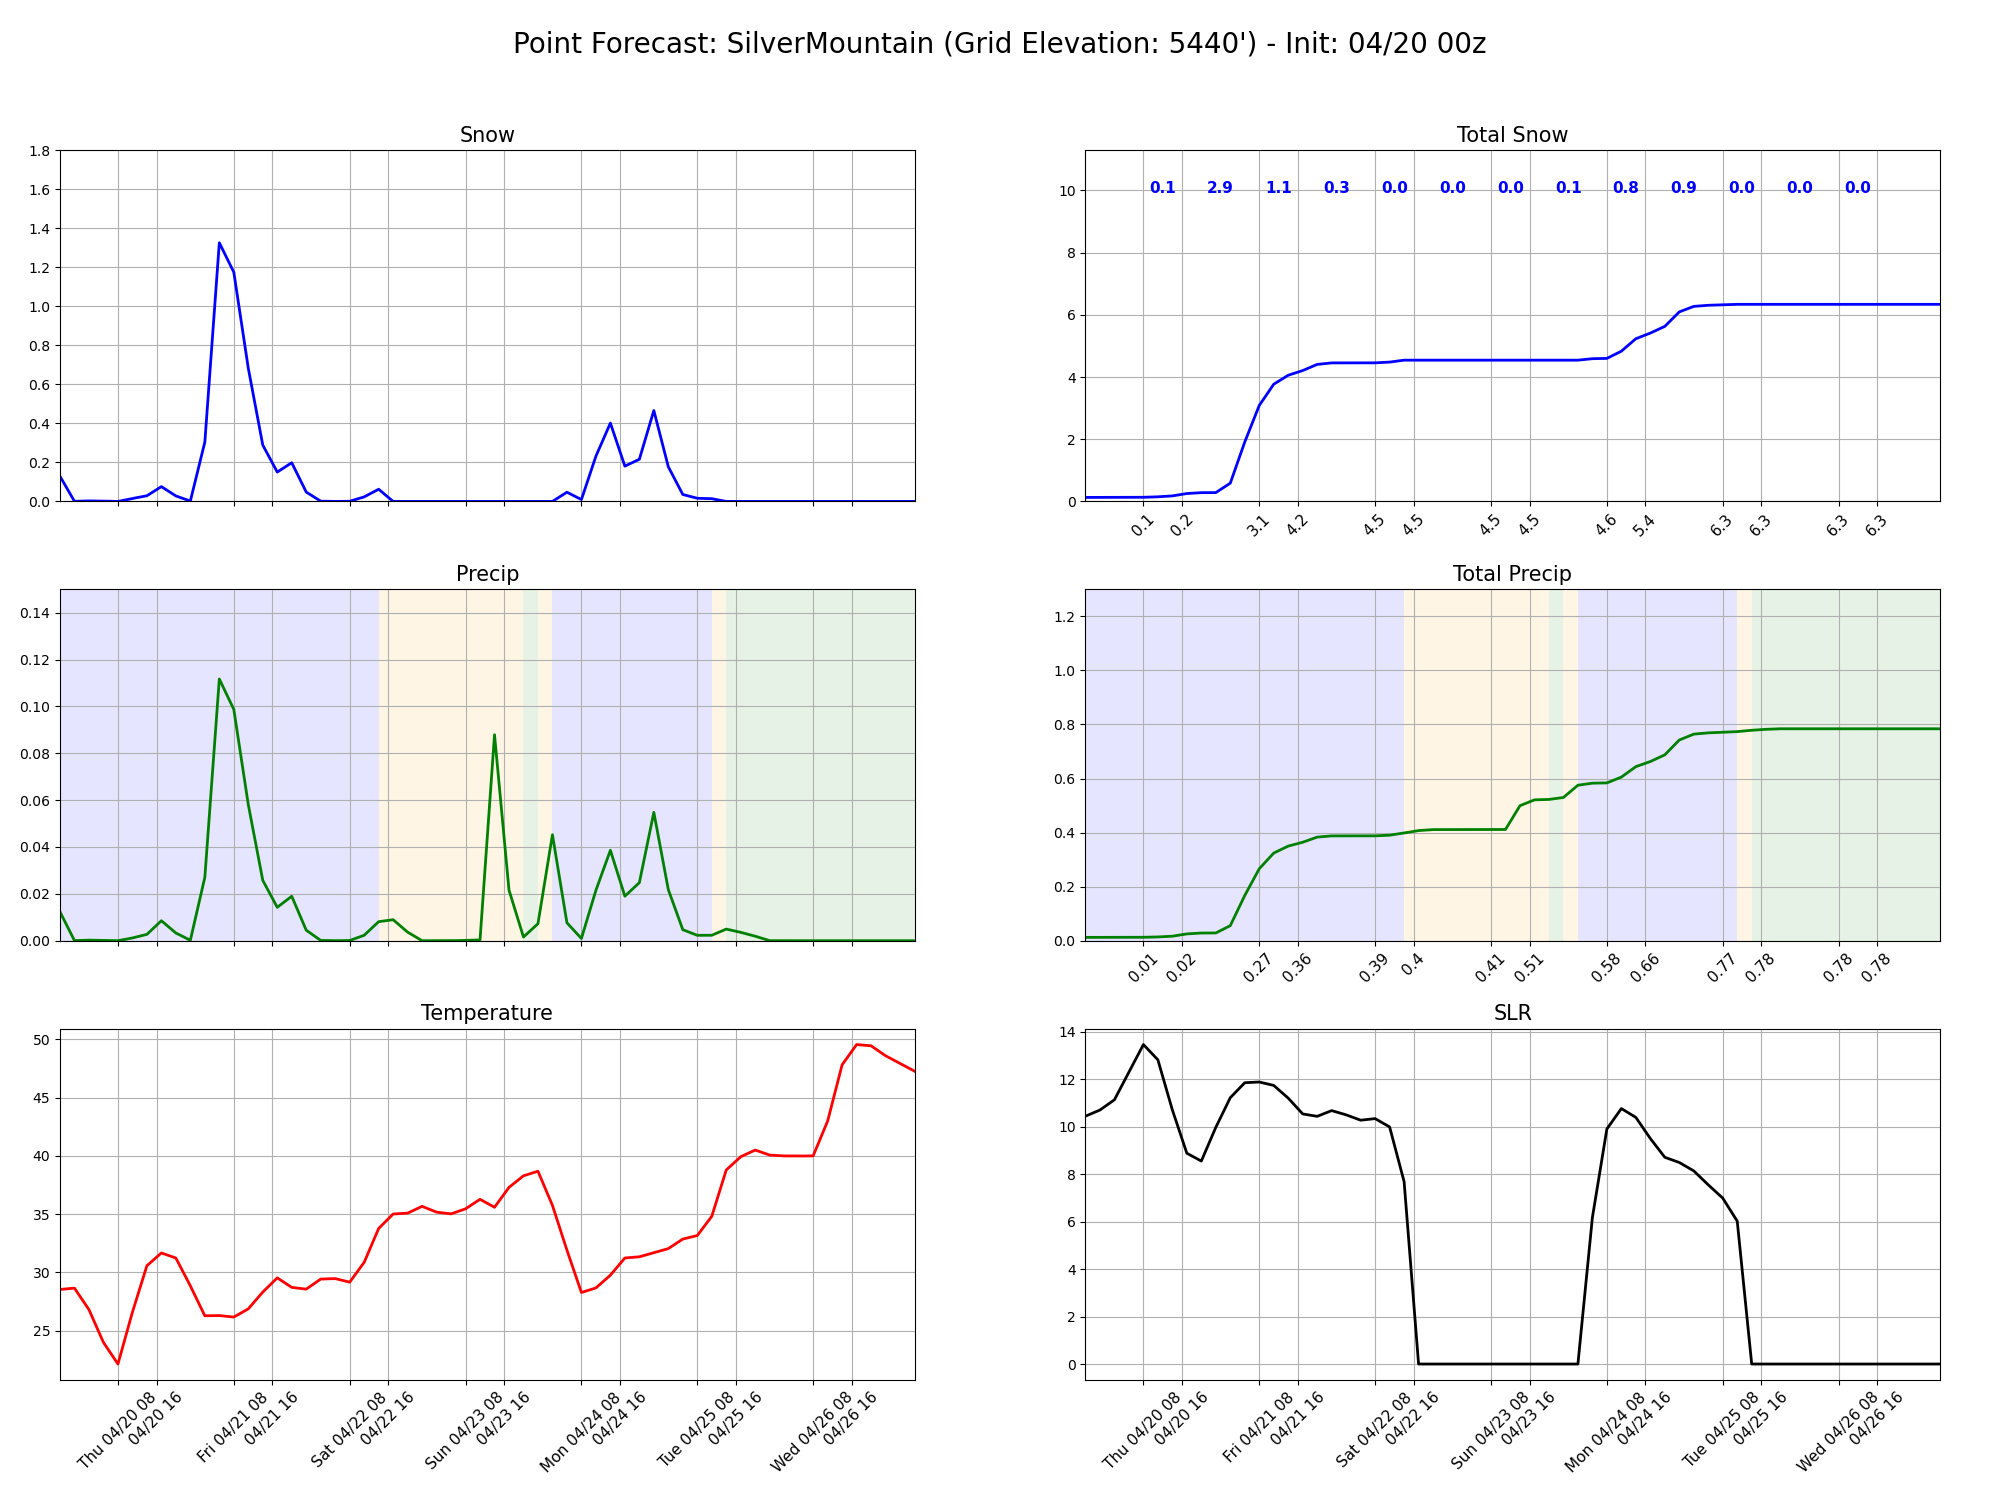 Point Forecast: SilverMountain (Grid Elevation: 5440') - Init: 04/20 00z
Snow
1.8
1.6
1.4
1.2
1.0
0.8
0.6
0.4
0.2
0.0
Total Snow
0.1 2.9 1.1 0.3 0.0 0.0 0.0 0.1 0.8 0.9 0.0 0.0 0.0
10
8
6
4
2
0
0.1 0.2 3.1 4.2 4.5 4.5 4.5 4.5 4.6 5.4 6.3 6.3 6.3 6.3
Precip
0.14
0.12
0.10
0.08
0.06
0.04
0.02
0.00
Total Precip
1.2
1.0
0.8
0.6
0.4
0.2
0.0
0.01 0.02 0.27 0.36 0.39 0.4 0.41 0.51 0.58 0.66 0.77 0.78 0.78 0.78
Temperature
50
45
40
35
30
25
Thu 04/20 08
04/20 16
Fri 04/21 08
04/21 16
Sat 04/22 08
04/22 16
Sun 04/23 08
04/23 16
Mon 04/24 08
04/24 16
Tue 04/25 08
04/25 16
Wed 04/26 08
04/26 16
SLR
14
12
10
8
6
4
2
0
Thu 04/20 08
04/20 16
Fri 04/21 08
04/21 16
Sat 04/22 08
04/22 16
Sun 04/23 08
04/23 16
Mon 04/24 08
04/24 16
Tue 04/25 08
04/25 16
Wed 04/26 08
04/26 16